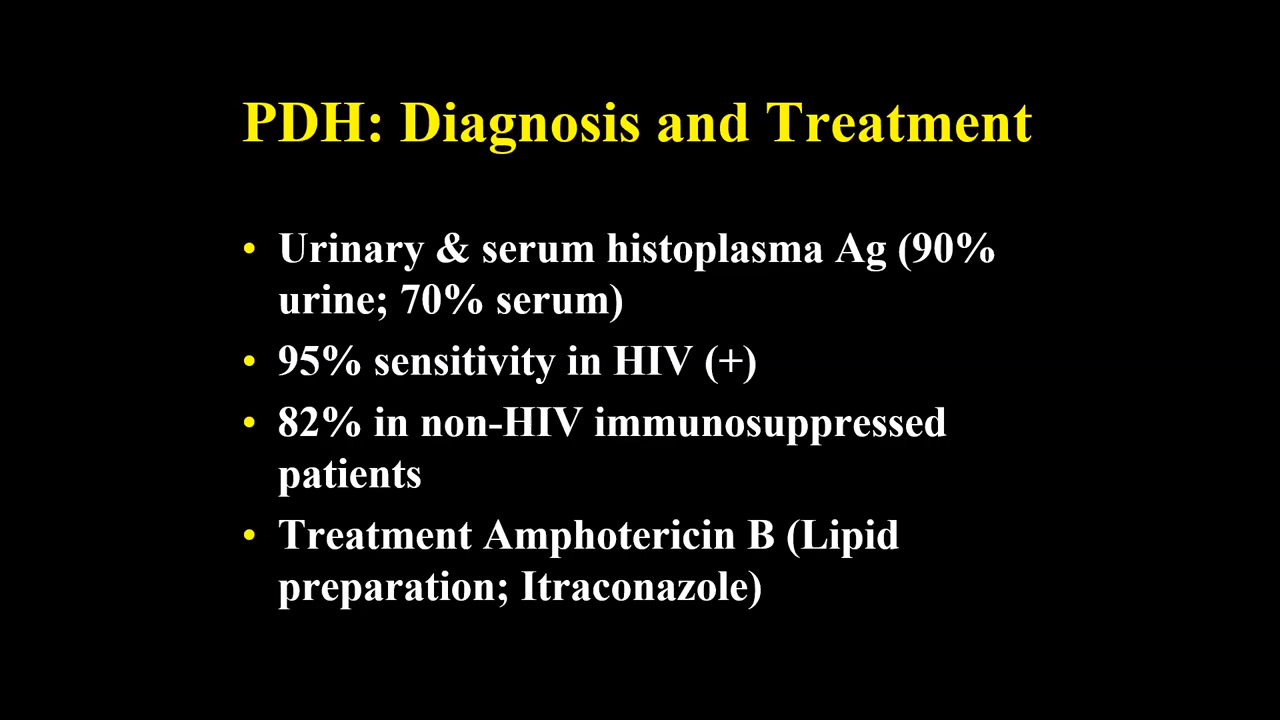 PDH: Diagnosis and Treatment
• Urinary & serum histoplasma Ag (90%
urine; 70% serum)
• 95% sensitivity in HIV (+)
• 82% in non-HIV immunosuppressed
patients
• Treatment Amphotericin B (Lipid
preparation; Itraconazole)